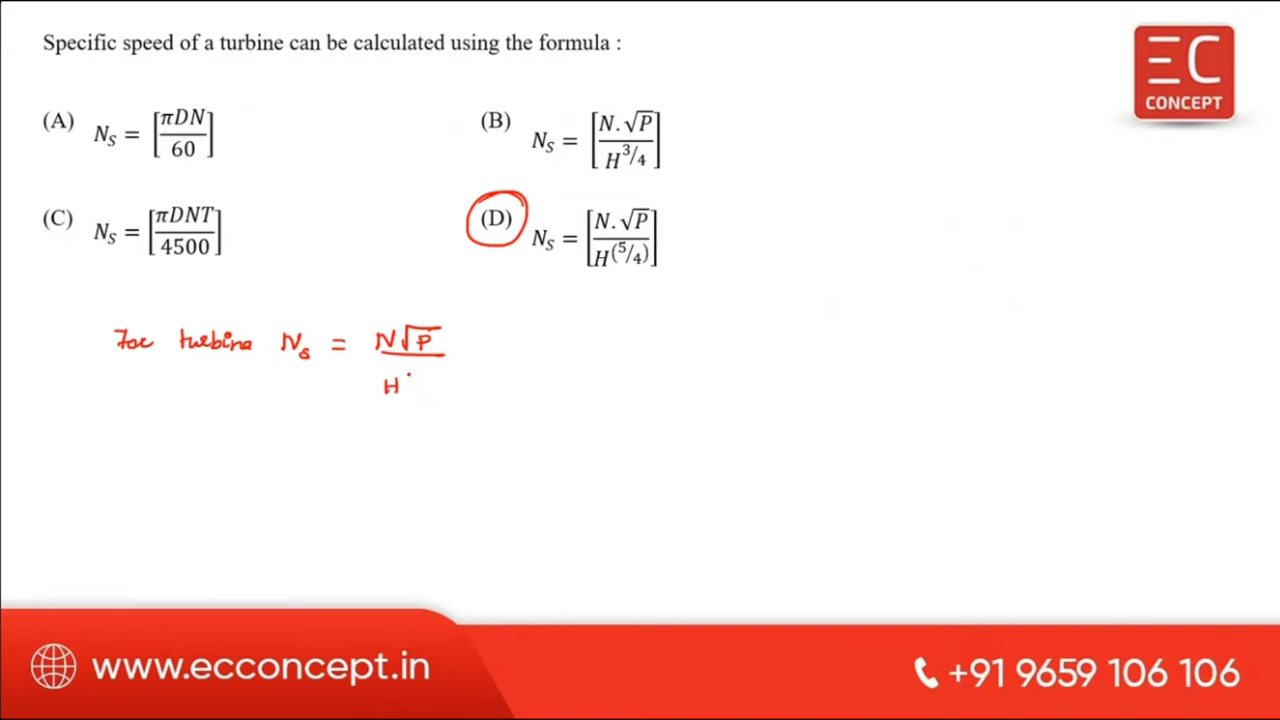 Specific speed of a turbine can be calculated using the formula :
EC
CONCEPT
(A) N_S = [πDN/60]
(B) N_S = [N.√P/H^3/4]
(C) N_S = [πDNT/4500]
(D) N_S = [N.√P/H^(5/4)]
For turbine N_s = N√P
H
www.ecconcept.in
+91 9659 106 106